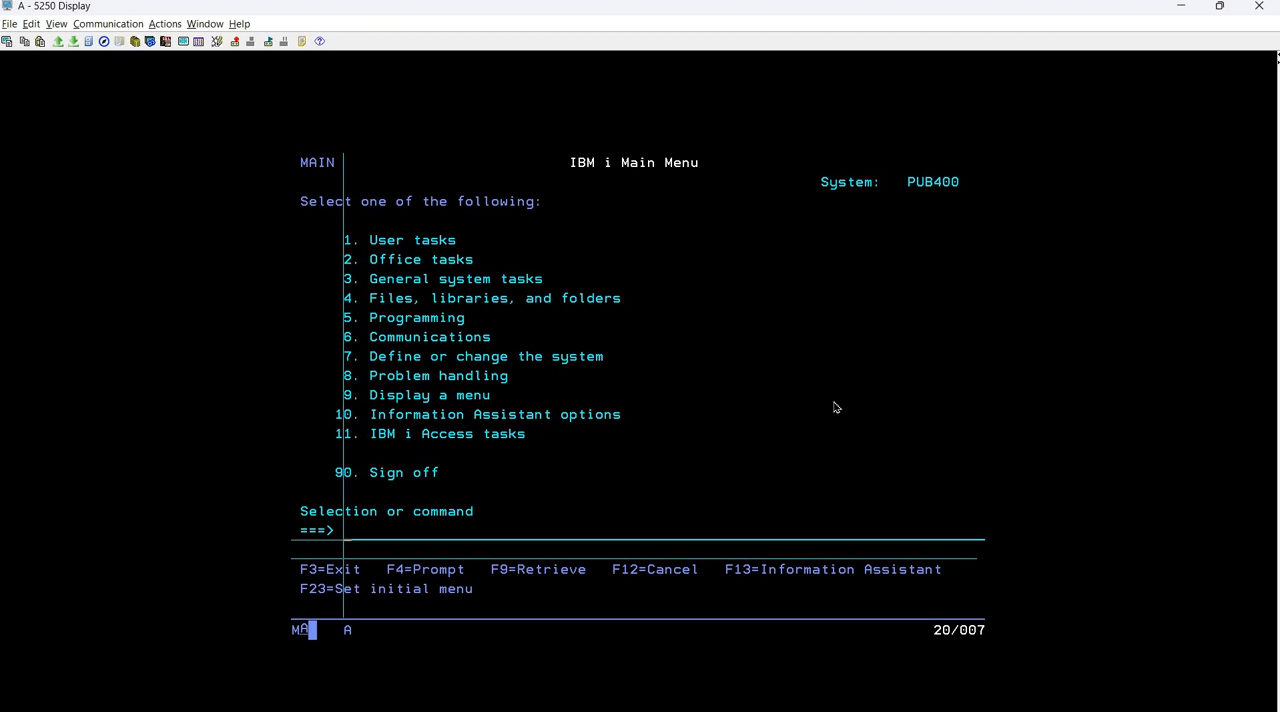 A - 5250 Display
File Edit View Communication Actions Window Help
MAIN IBM i Main Menu
System: PUB400
Select one of the following:
1. User tasks
2. Office tasks
3. General system tasks
4. Files, libraries, and folders
5. Programming
6. Communications
7. Define or change the system
8. Problem handling
9. Display a menu
10. Information Assistant options
11. IBM i Access tasks
90. Sign off
Selection or command
===>
F3=Exit F4=Prompt F9=Retrieve F12=Cancel F13=Information Assistant
F23=Set initial menu
MA A 20/007